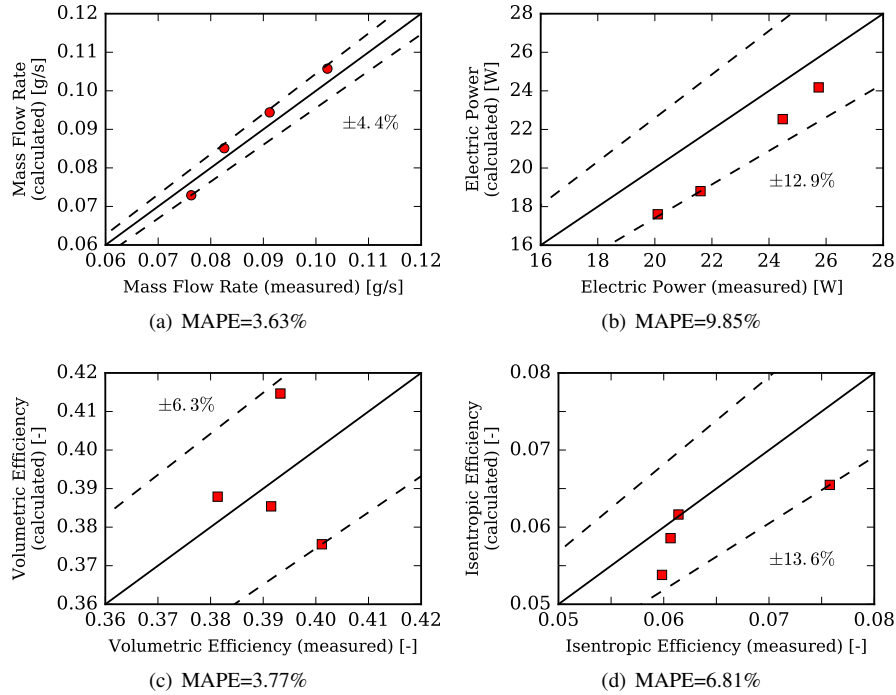 0.12
0.11
0.10
0.09
0.08
0.07
0.06
Mass Flow Rate
(calculated) [g/s]
±4.4%
0.06 0.07 0.08 0.09 0.10 0.11 0.12
Mass Flow Rate (measured) [g/s]
(a) MAPE=3.63%
28
26
24
22
20
18
16
Electric Power
(calculated) [W]
±12.9%
16 18 20 22 24 26 28
Electric Power (measured) [W]
(b) MAPE=9.85%
0.42
0.41
0.40
0.39
0.38
0.37
0.36
Volumetric Efficiency
(calculated) [-]
±6.3%
0.36 0.37 0.38 0.39 0.40 0.41 0.42
Volumetric Efficiency (measured) [-]
(c) MAPE=3.77%
0.08
0.07
0.06
0.05
Isentropic Efficiency
(calculated) [-]
±13.6%
0.05 0.06 0.07 0.08
Isentropic Efficiency (measured) [-]
(d) MAPE=6.81%